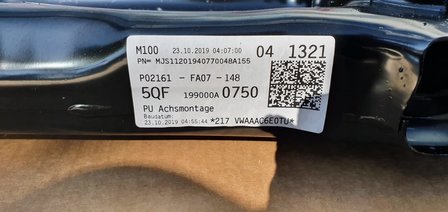 M100 23.10.2019 04:07:00 04 1321
PN= MJS11201940770048A155
P02161 - FA07 - 148
5QF 199000A 0750
PU Achsmontage
Baudatum:
23.10.2019 04:55:44 *217 VWAAAC6E0TU*